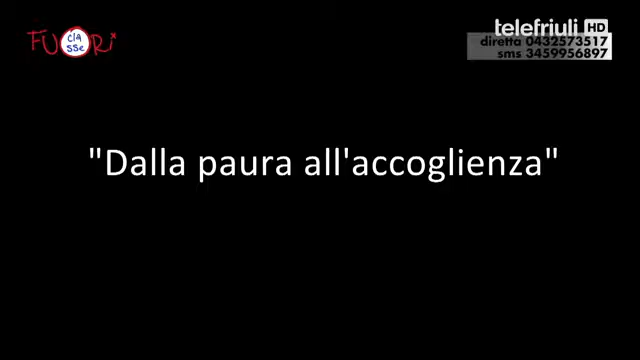 FUORi
cla
sse
telefriuli HD
diretta 0432573517
sms 3459956897
"Dalla paura all'accoglienza"